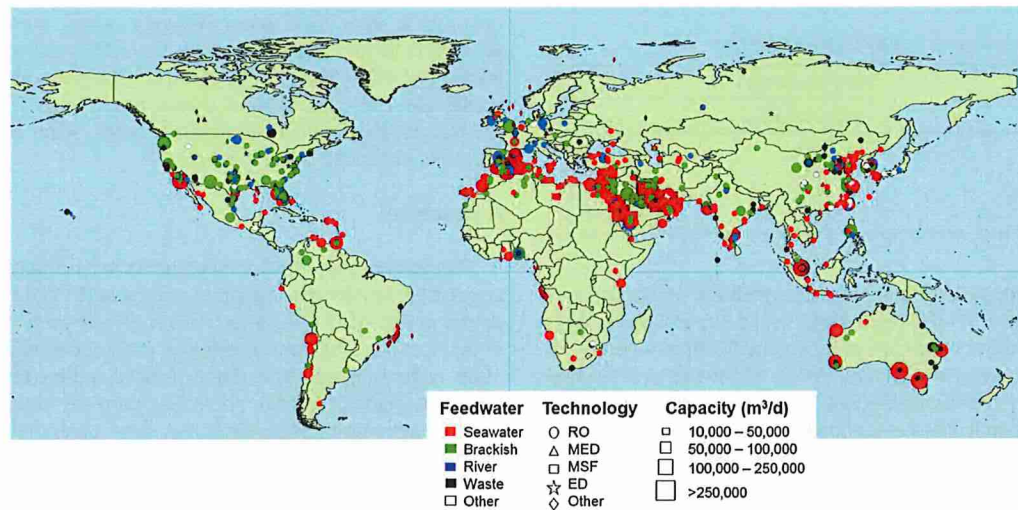 Feedwater Technology Capacity (m³/d)
Seawater RO 10,000 – 50,000
Brackish MED 50,000 – 100,000
River MSF 100,000 – 250,000
Waste ED >250,000
Other Other